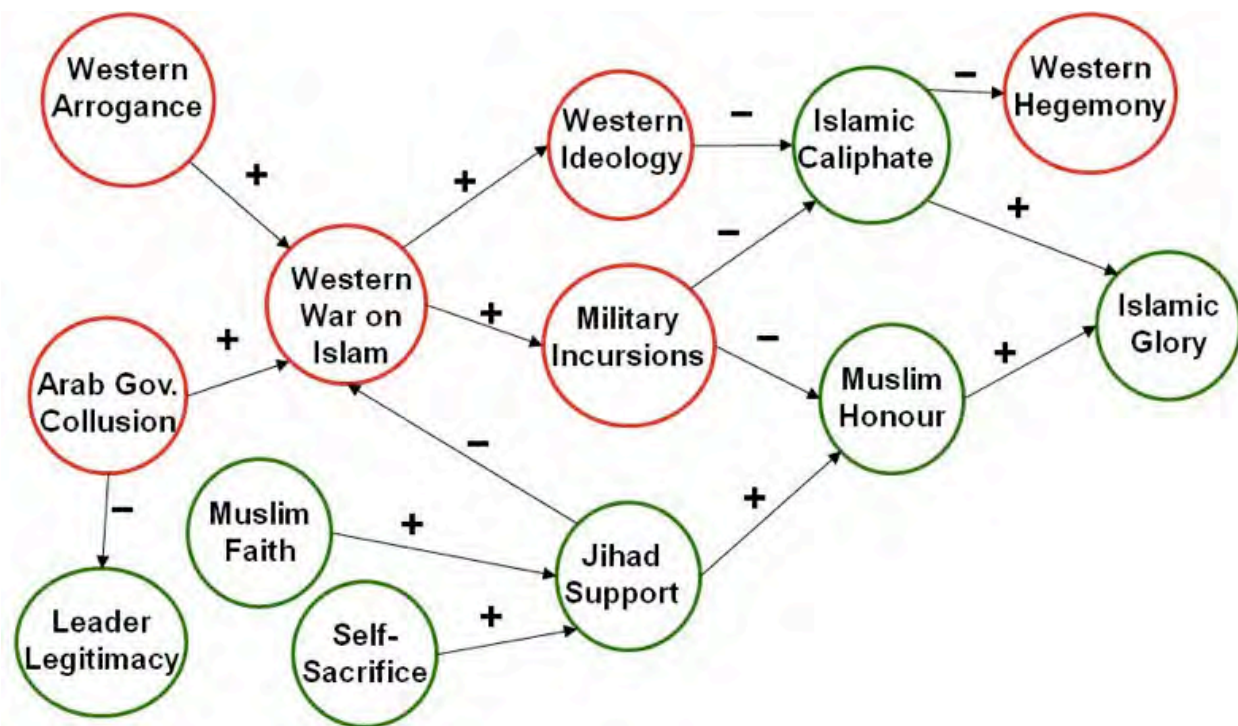 Western
Arrogance
+
Western
Ideology
−
Islamic
Caliphate
−
Western
Hegemony
+
+
Western
War on
Islam
+
Military
Incursions
−
−
Muslim
Honour
+
Islamic
Glory
+
Arab Gov.
Collusion
+
−
Muslim
Faith
+
−
Jihad
Support
+
Leader
Legitimacy
Self-
Sacrifice
+